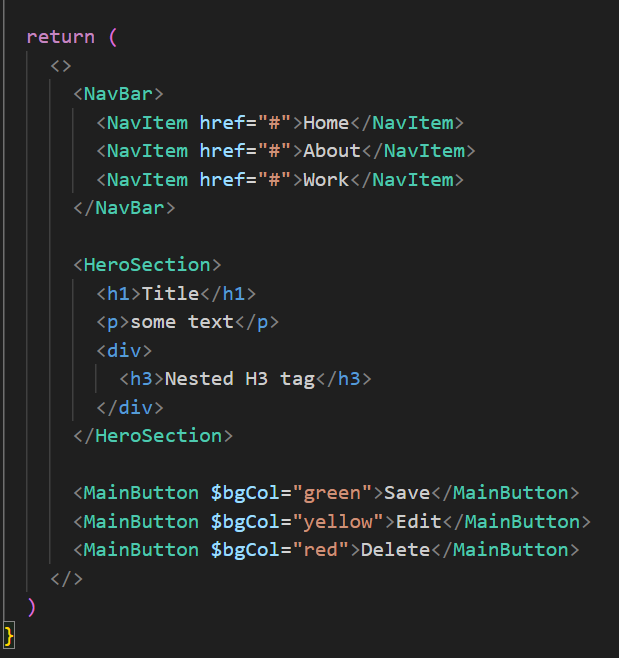 return (
<>
<NavBar>
<NavItem href="#">Home</NavItem>
<NavItem href="#">About</NavItem>
<NavItem href="#">Work</NavItem>
</NavBar>
<HeroSection>
<h1>Title</h1>
<p>some text</p>
<div>
<h3>Nested H3 tag</h3>
</div>
</HeroSection>
<MainButton $bgCol="green">Save</MainButton>
<MainButton $bgCol="yellow">Edit</MainButton>
<MainButton $bgCol="red">Delete</MainButton>
</>
)
}